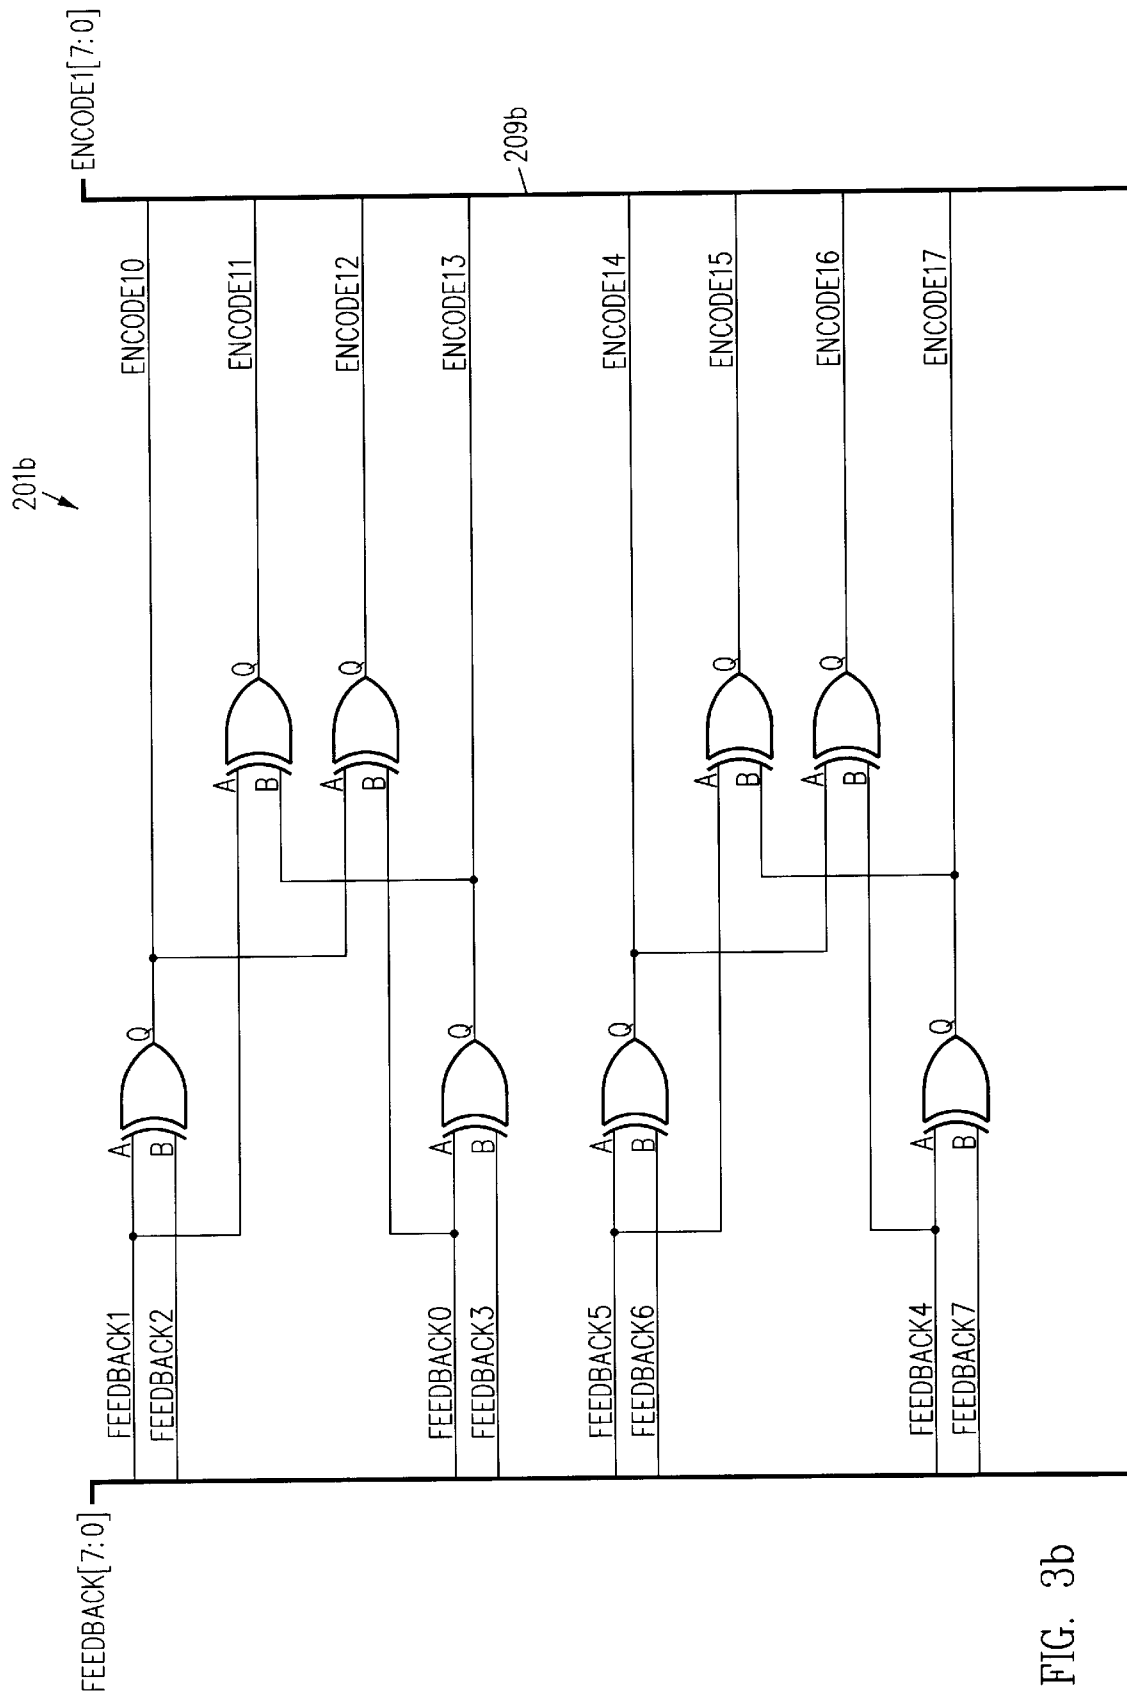 201b
FEEDBACK[7:0]
ENCODE1[7:0]
FEEDBACK1
A
Q
ENCODE10
FEEDBACK2
B
A
Q
ENCODE11
B
A
Q
ENCODE12
B
FEEDBACK0
A
Q
ENCODE13
FEEDBACK3
B
209b
FEEDBACK5
A
Q
ENCODE14
FEEDBACK6
B
A
Q
ENCODE15
B
A
Q
ENCODE16
B
FEEDBACK4
A
Q
ENCODE17
FEEDBACK7
B
FIG. 3b